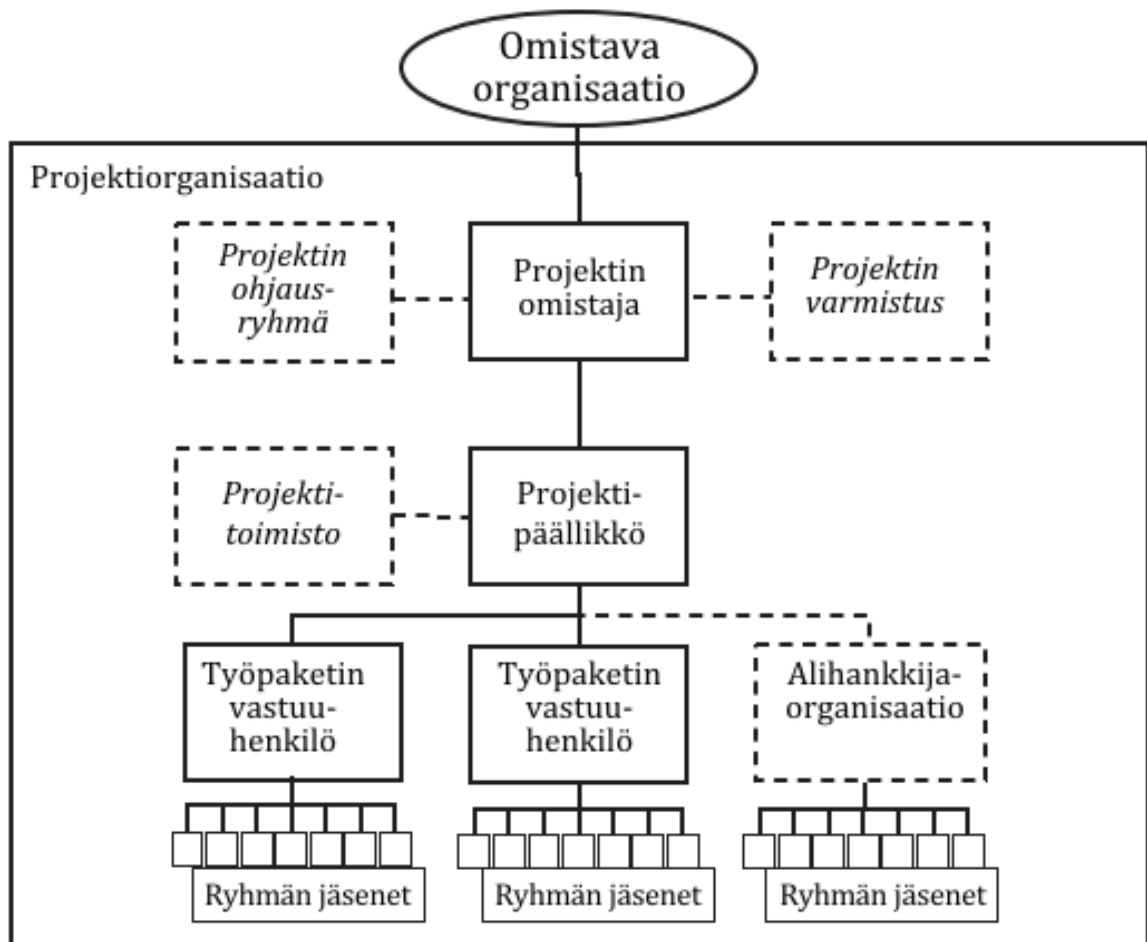 Omistava
organisaatio
Projektiorganisaatio
Projektin
ohjaus-
ryhmä
Projektin
omistaja
Projektin
varmistus
Projekti-
toimisto
Projekti-
päällikkö
Työpaketin
vastuu-
henkilö
Työpaketin
vastuu-
henkilö
Alihankkija-
organisaatio
Ryhmän jäsenet
Ryhmän jäsenet
Ryhmän jäsenet